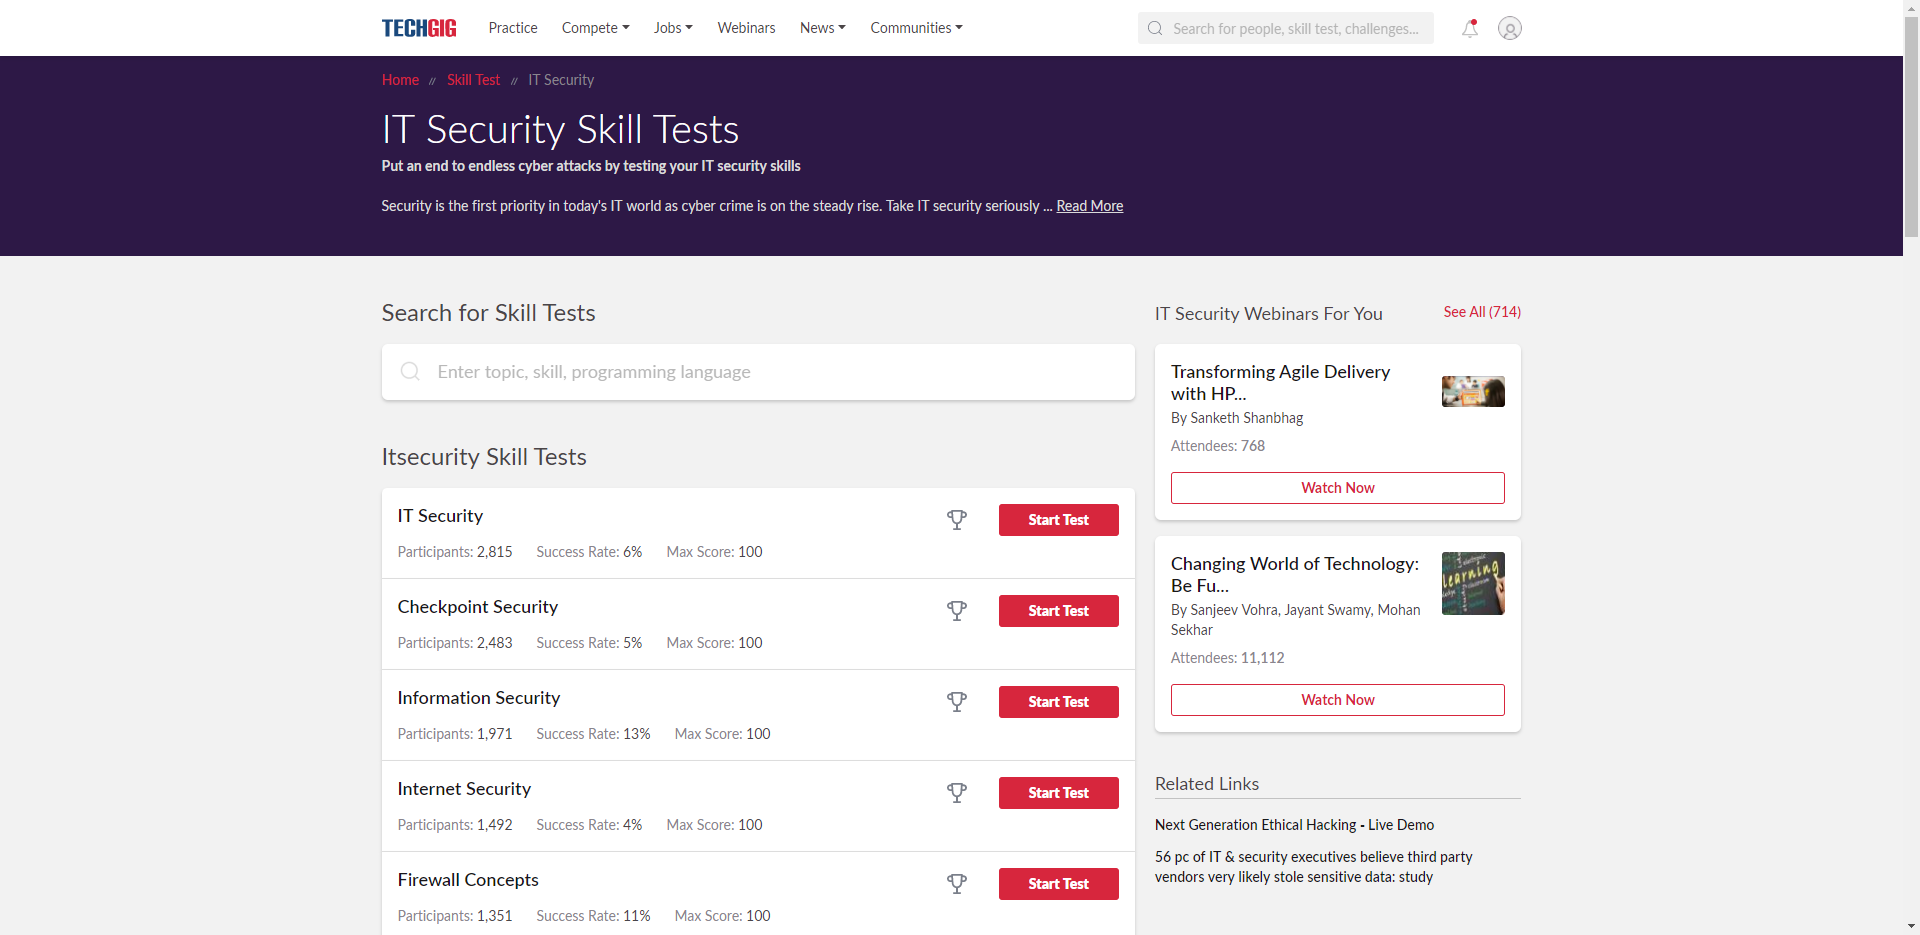 TECHGIG
Practice Compete Jobs Webinars News Communities
Search for people, skill test, challenges...
Home // Skill Test // IT Security
IT Security Skill Tests
Put an end to endless cyber attacks by testing your IT security skills
Security is the first priority in today's IT world as cyber crime is on the steady rise. Take IT security seriously ... Read More
Search for Skill Tests
Enter topic, skill, programming language
Itsecurity Skill Tests
IT Security
Start Test
Participants: 2,815 Success Rate: 6% Max Score: 100
Checkpoint Security
Start Test
Participants: 2,483 Success Rate: 5% Max Score: 100
Information Security
Start Test
Participants: 1,971 Success Rate: 13% Max Score: 100
Internet Security
Start Test
Participants: 1,492 Success Rate: 4% Max Score: 100
Firewall Concepts
Start Test
Participants: 1,351 Success Rate: 11% Max Score: 100
IT Security Webinars For You
See All (714)
Transforming Agile Delivery
with HP...
By Sanketh Shanbhag
Attendees: 768
Watch Now
Changing World of Technology:
Be Fu...
learning
By Sanjeev Vohra, Jayant Swamy, Mohan
Sekhar
Attendees: 11,112
Watch Now
Related Links
Next Generation Ethical Hacking - Live Demo
56 pc of IT & security executives believe third party
vendors very likely stole sensitive data: study